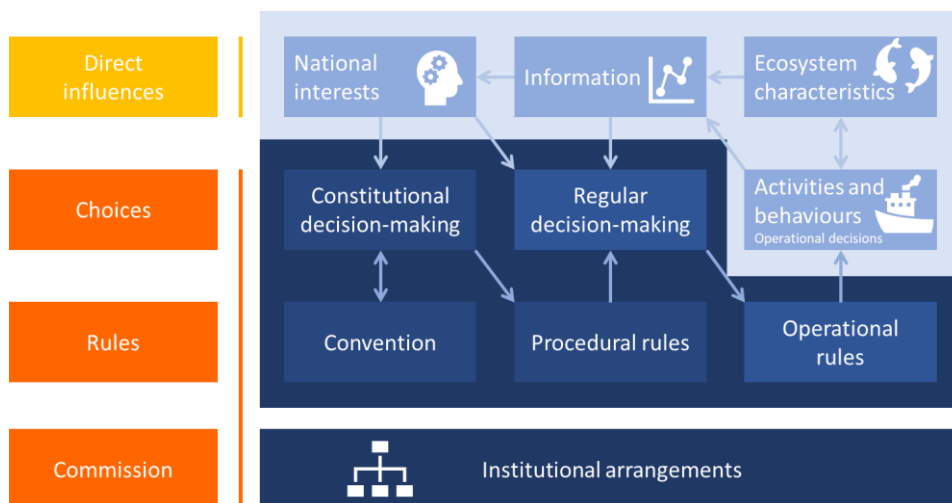 Direct
influences
National
interests
Information
Ecosystem
characteristics
Choices
Constitutional
decision-making
Regular
decision-making
Activities and
behaviours
Operational decisions
Rules
Convention
Procedural rules
Operational
rules
Commission
Institutional arrangements